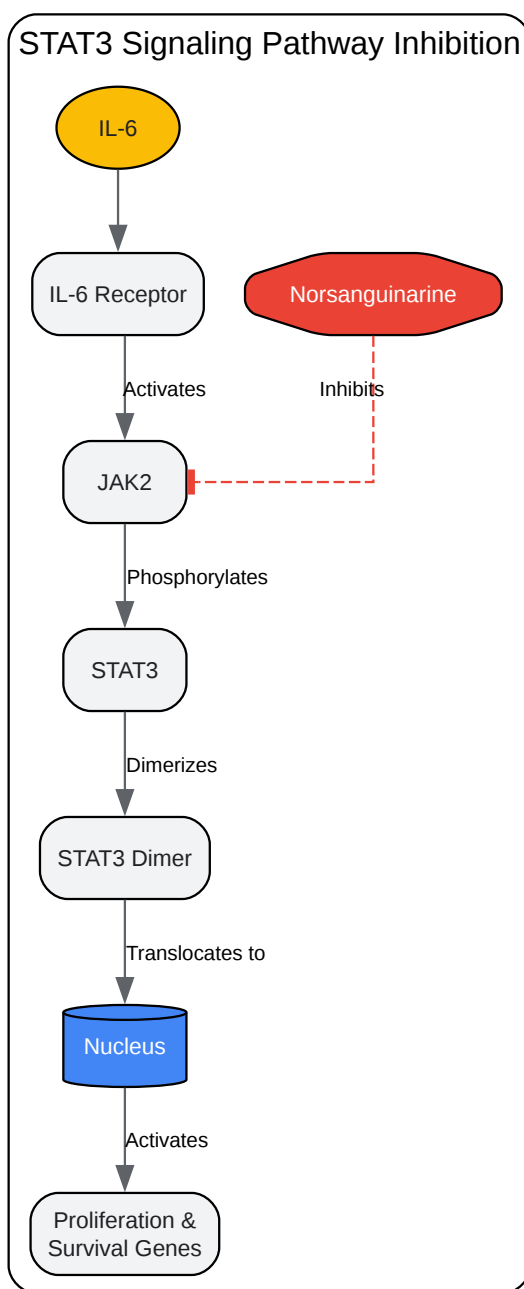 STAT3 Signaling Pathway Inhibition
IL-6
IL-6 Receptor
Norsanguinarine
Activates
Inhibits
JAK2
Phosphorylates
STAT3
Dimerizes
STAT3 Dimer
Translocates to
Nucleus
Activates
Proliferation &
Survival Genes